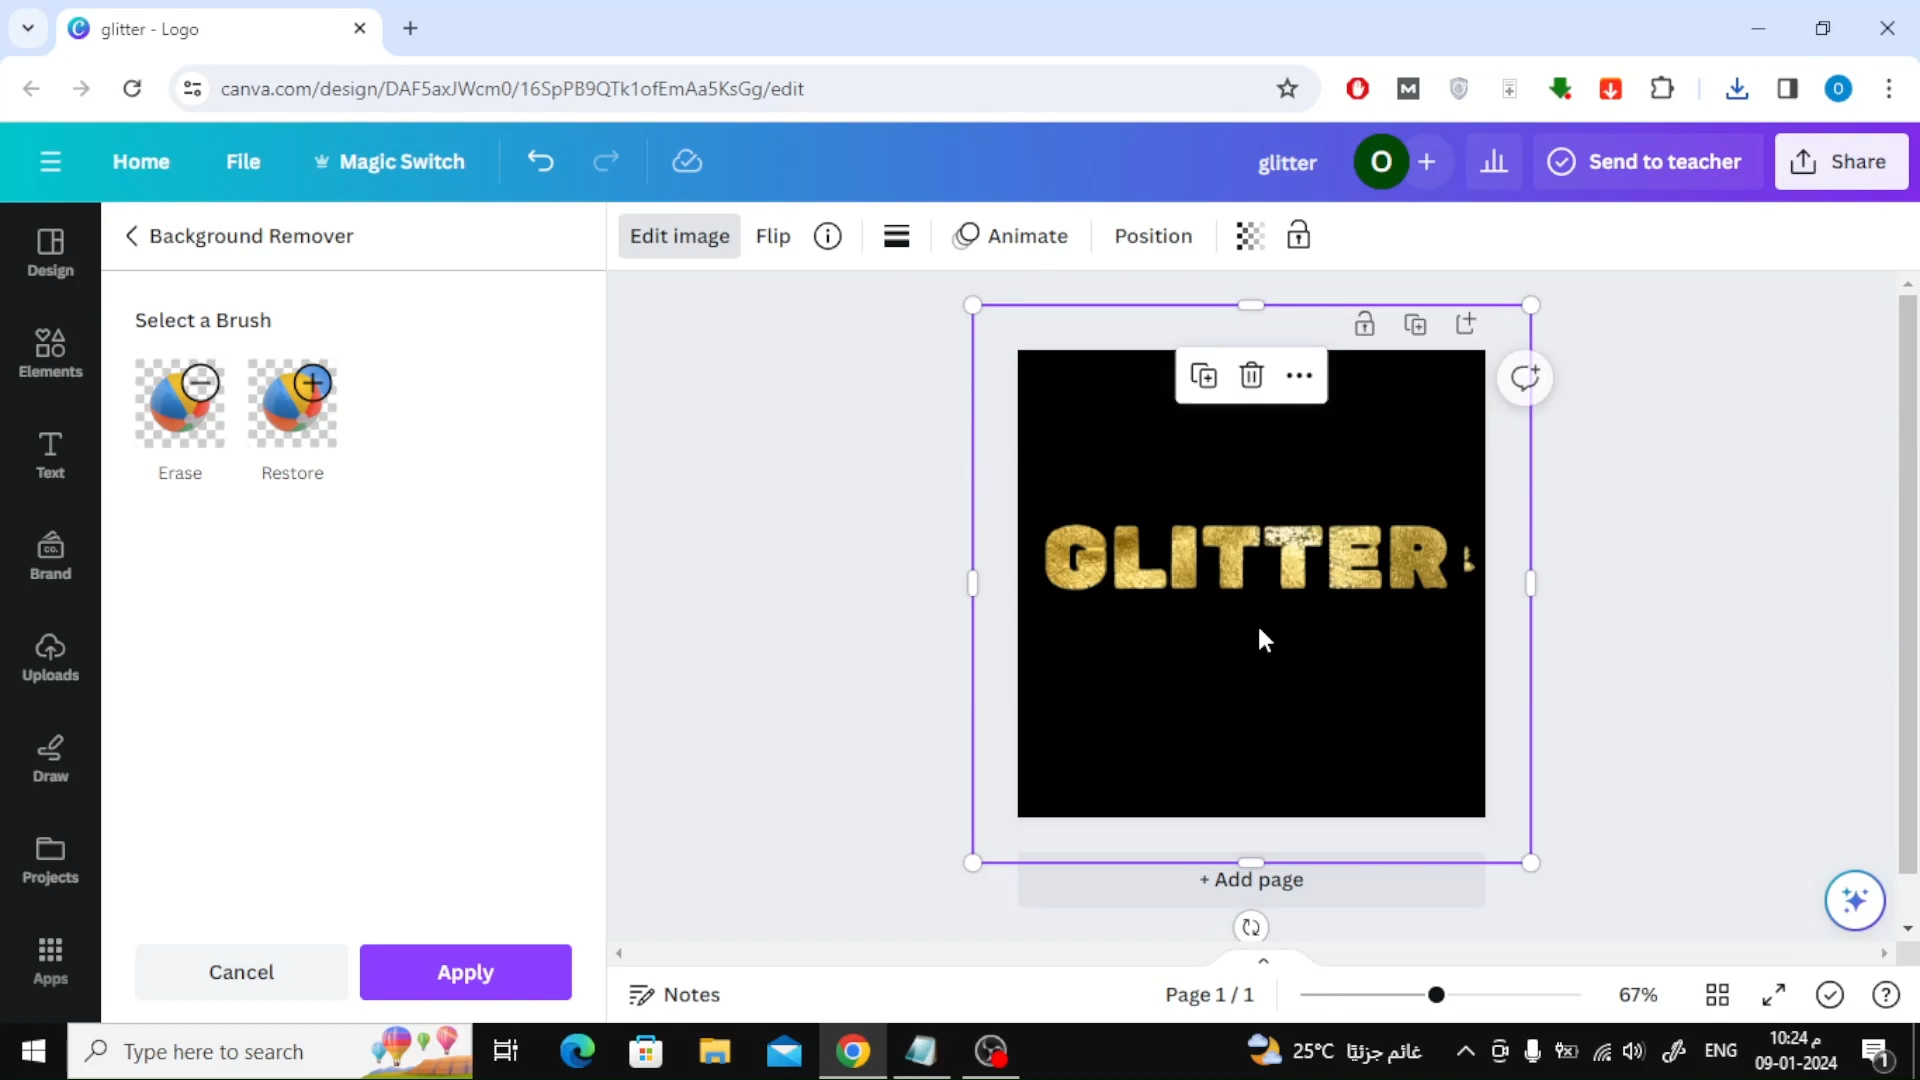 glitter - Logo
canva.com/design/DAF5axJWcm0/16SpPB9QTk1ofEmAa5KsGg/edit
Home
File
Magic Switch
glitter
O
Send to teacher
Share
Design
Elements
Text
Brand
Uploads
Draw
Projects
Apps
Background Remover
Select a Brush
Erase
Restore
Cancel
Apply
Edit image
Flip
Animate
Position
GLITTER
+ Add page
Notes
Page 1 / 1
67%
Type here to search
25°C غائم جزئيًا
ENG
10:24 م
09-01-2024
1